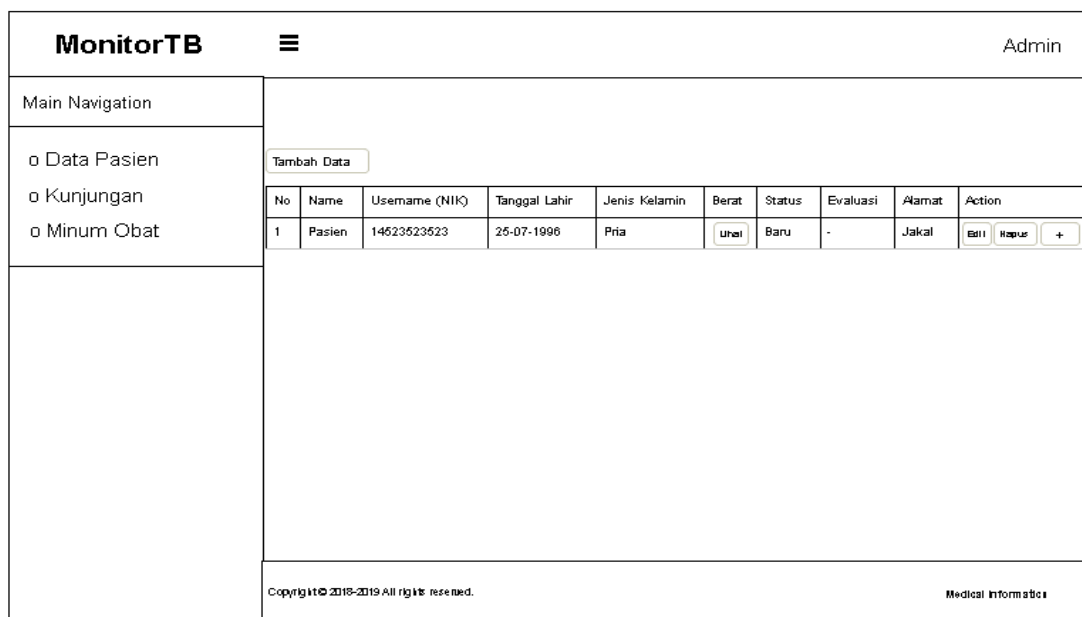 MonitorTB ≡ Admin
Main Navigation
o Data Pasien
o Kunjungan
o Minum Obat
Tambah Data
No Name Username (NIK) Tanggal Lahir Jenis Kelamin Berat Status Evaluasi Alamat Action
1 Pasien 14523523523 25-07-1996 Pria Lihat Baru - Jakal Edit Hapus +
Copyright© 2018-2019 All rights reserved. Medical Informatics